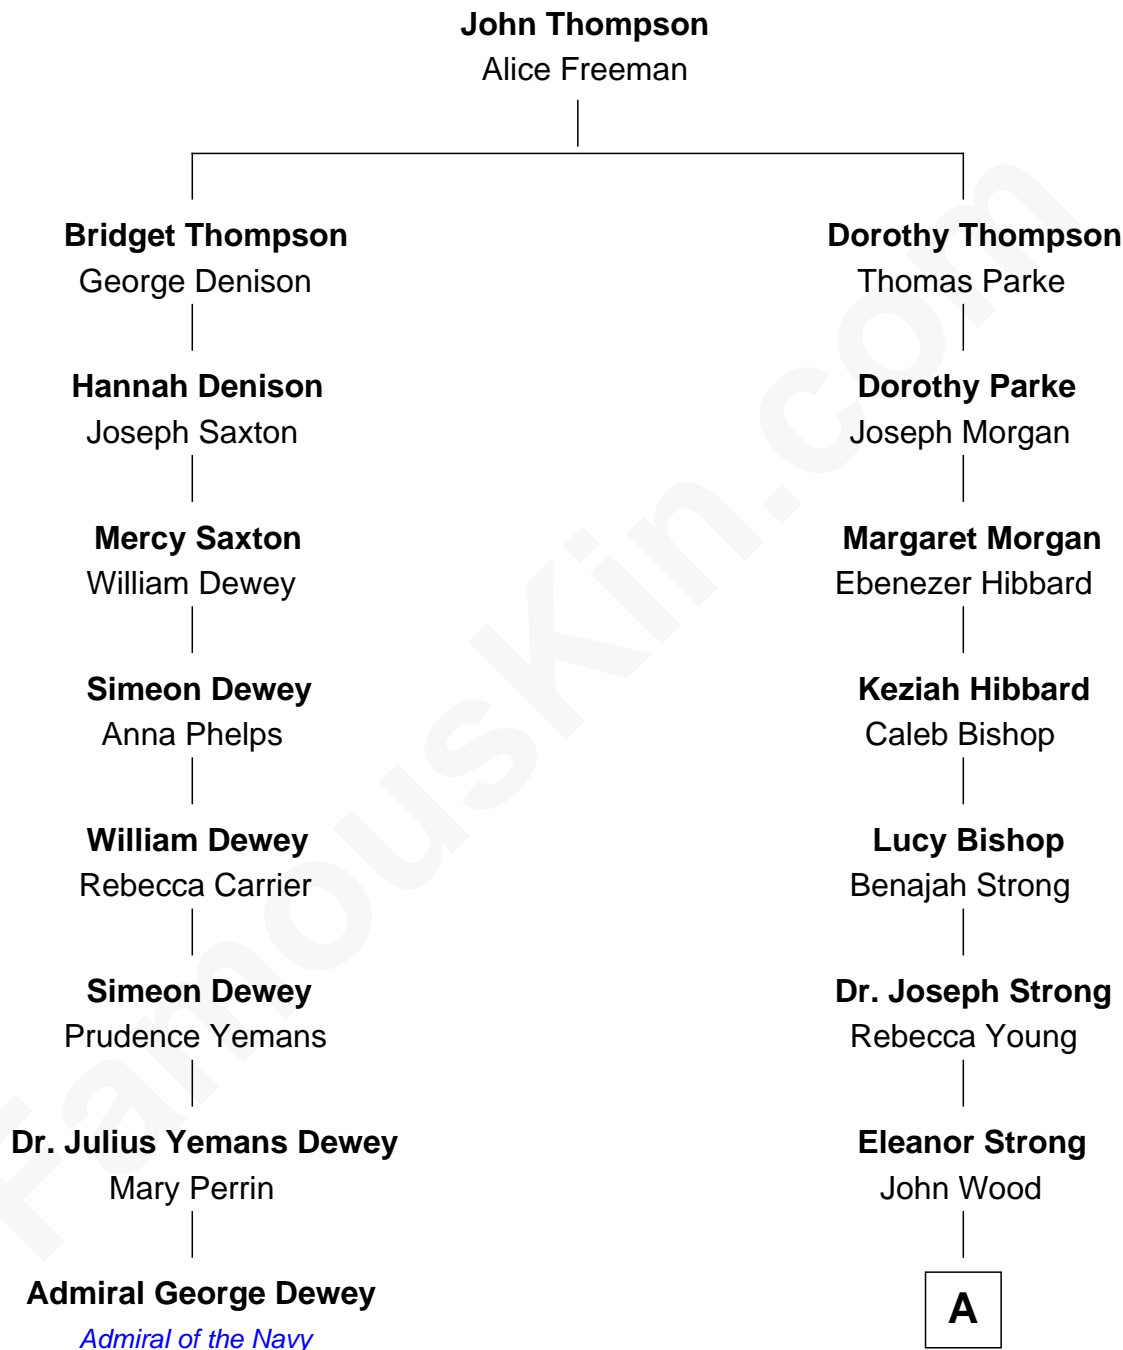 John Thompson
Alice Freeman
Bridget Thompson
George Denison
Dorothy Thompson
Thomas Parke
Hannah Denison
Joseph Saxton
Dorothy Parke
Joseph Morgan
Mercy Saxton
William Dewey
Margaret Morgan
Ebenezer Hibbard
Simeon Dewey
Anna Phelps
Keziah Hibbard
Caleb Bishop
William Dewey
Rebecca Carrier
Lucy Bishop
Benajah Strong
Simeon Dewey
Prudence Yemans
Dr. Joseph Strong
Rebecca Young
Dr. Julius Yemans Dewey
Mary Perrin
Eleanor Strong
John Wood
Admiral George Dewey
Admiral of the Navy
A
FamousKin.com